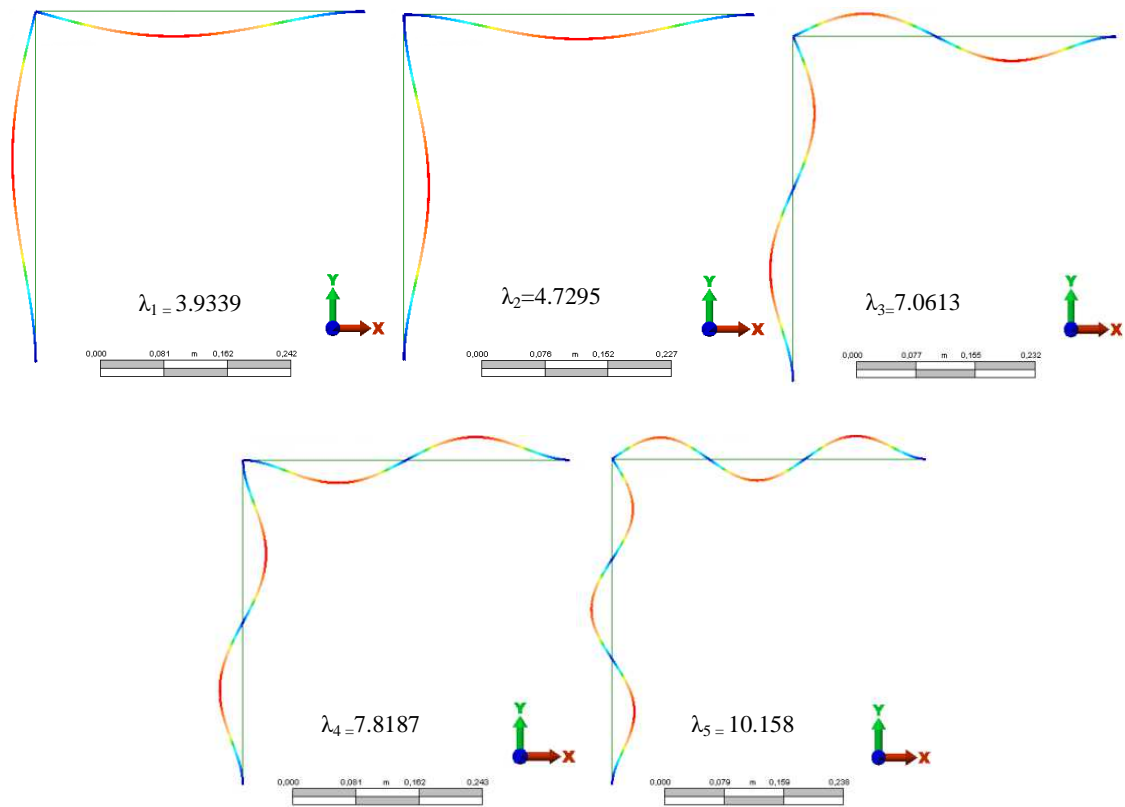 λ1 = 3.9339
Y
X
0,000 0,081 m 0,162 0,242
λ2=4.7295
Y
X
0,000 0,076 m 0,152 0,227
λ3=7.0613
Y
X
0,000 0,077 m 0,155 0,232
λ4 =7.8187
Y
X
0,000 0,081 m 0,162 0,243
λ5 = 10.158
Y
X
0,000 0,079 m 0,159 0,238